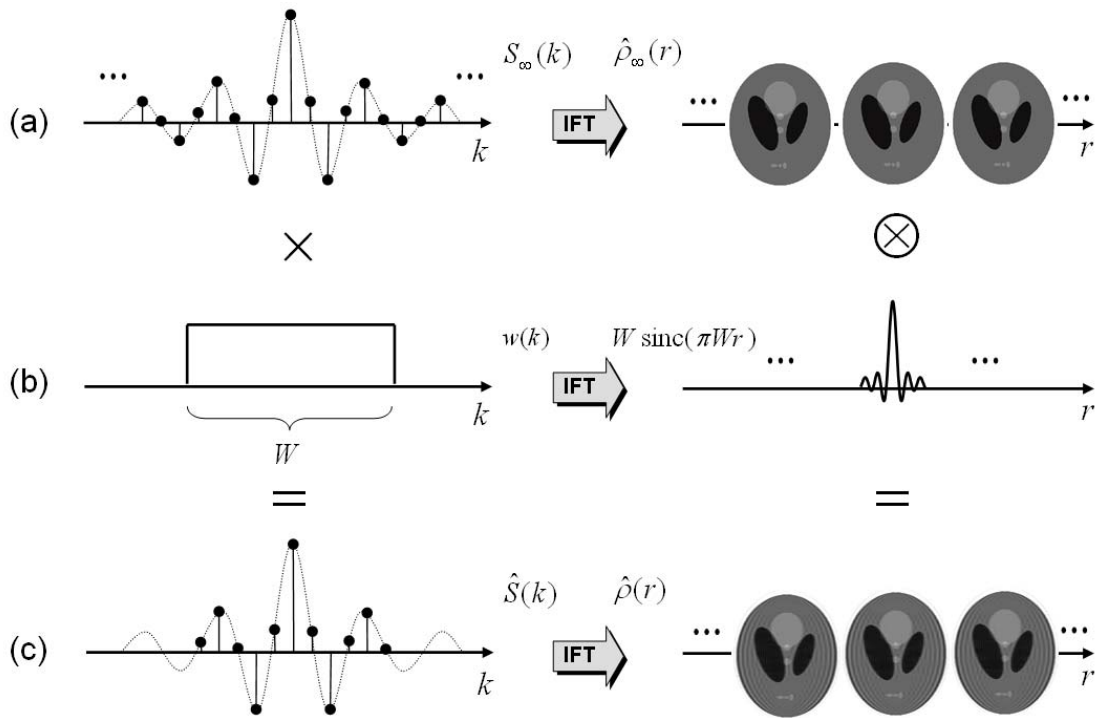 S∞(k) ρ̂∞(r)
••• •••
(a) IFT ••• •••
k r
× ⊗
w(k) W sinc(πWr)
(b) IFT ••• •••
k r
W
= =
Ŝ(k) ρ̂(r)
(c) IFT ••• •••
k r